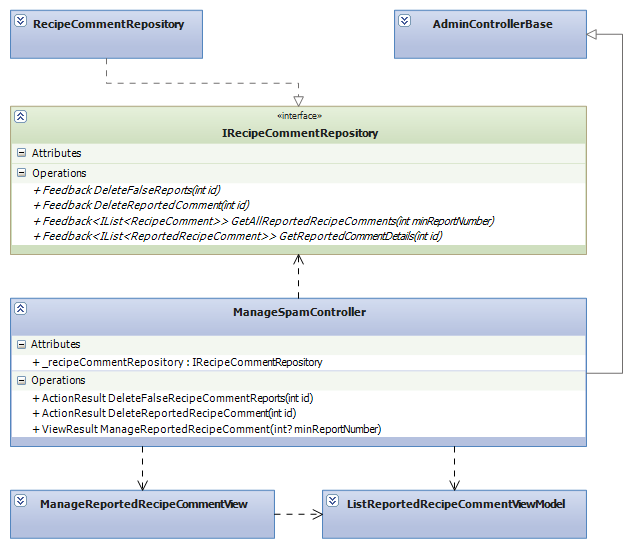 RecipeCommentRepository
AdminControllerBase
«interface»
IRecipeCommentRepository
Attributes
Operations
+ Feedback DeleteFalseReports(int id)
+ Feedback DeleteReportedComment(int id)
+ Feedback<IList<RecipeComment>> GetAllReportedRecipeComments(int minReportNumber)
+ Feedback<IList<ReportedRecipeComment>> GetReportedCommentDetails(int id)
ManageSpamController
Attributes
+ _recipeCommentRepository : IRecipeCommentRepository
Operations
+ ActionResult DeleteFalseRecipeCommentReports(int id)
+ ActionResult DeleteReportedRecipeComment(int id)
+ ViewResult ManageReportedRecipeComment(int? minReportNumber)
ManageReportedRecipeCommentView
ListReportedRecipeCommentViewModel